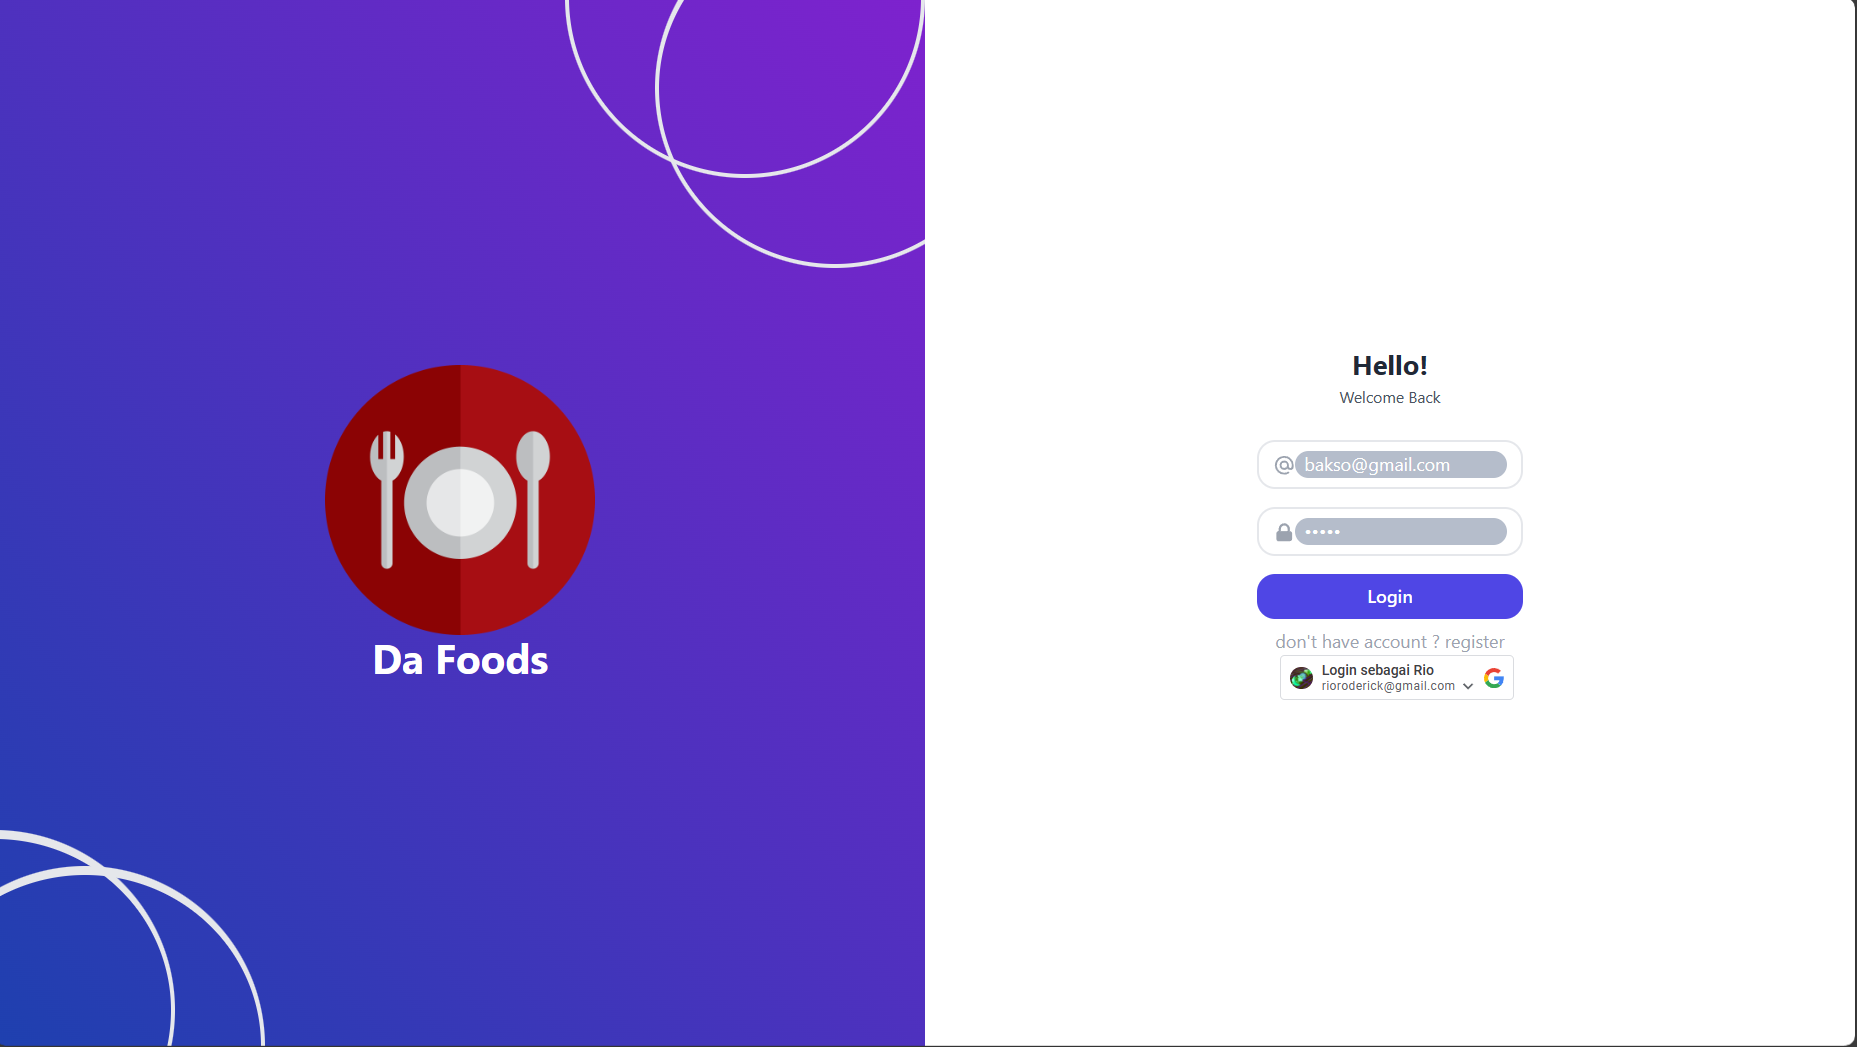 Da Foods
Hello!
Welcome Back
bakso@gmail.com
•••••
Login
don't have account ? register
Login sebagai Rio
rioroderick@gmail.com